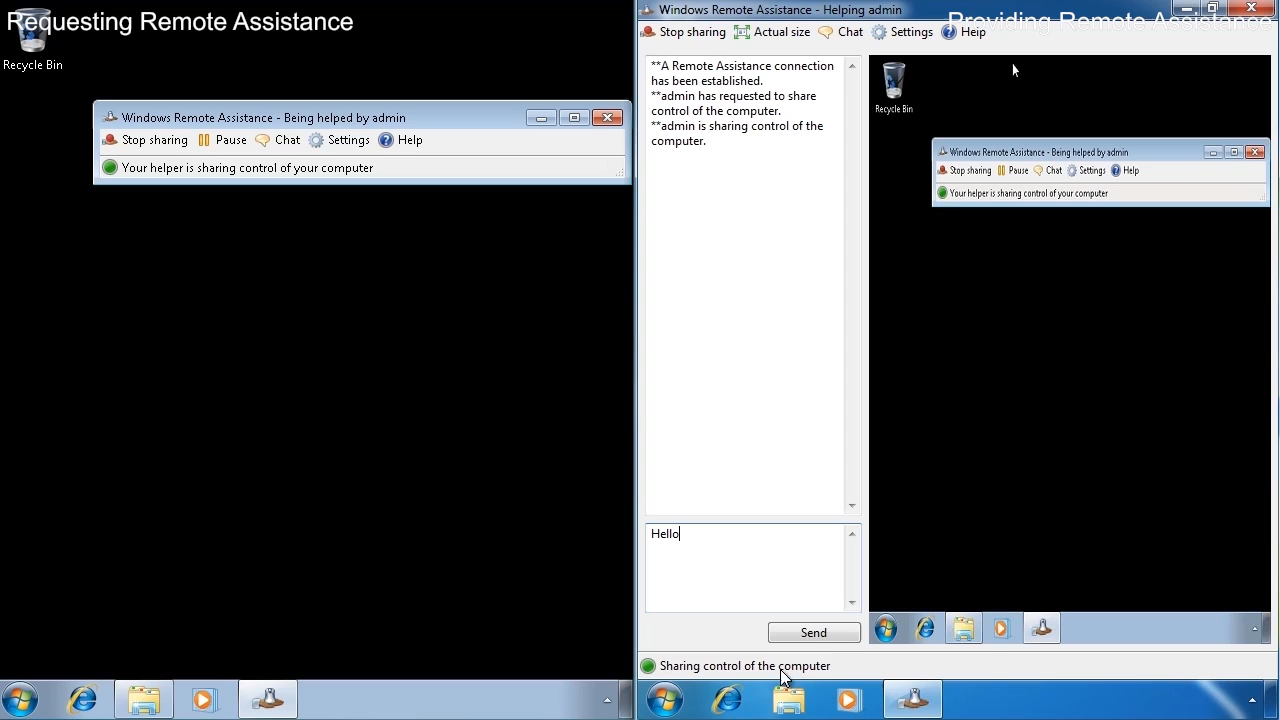 Requesting Remote Assistance
Recycle Bin
Windows Remote Assistance - Being helped by admin
Stop sharing Pause Chat Settings Help
Your helper is sharing control of your computer
Windows Remote Assistance - Helping admin
Providing Remote Assistance
Stop sharing Actual size Chat Settings Help
**A Remote Assistance connection
has been established.
**admin has requested to share
control of the computer.
**admin is sharing control of the
computer.
Hello
Send
Sharing control of the computer
Recycle Bin
Windows Remote Assistance - Being helped by admin
Stop sharing Pause Chat Settings Help
Your helper is sharing control of your computer